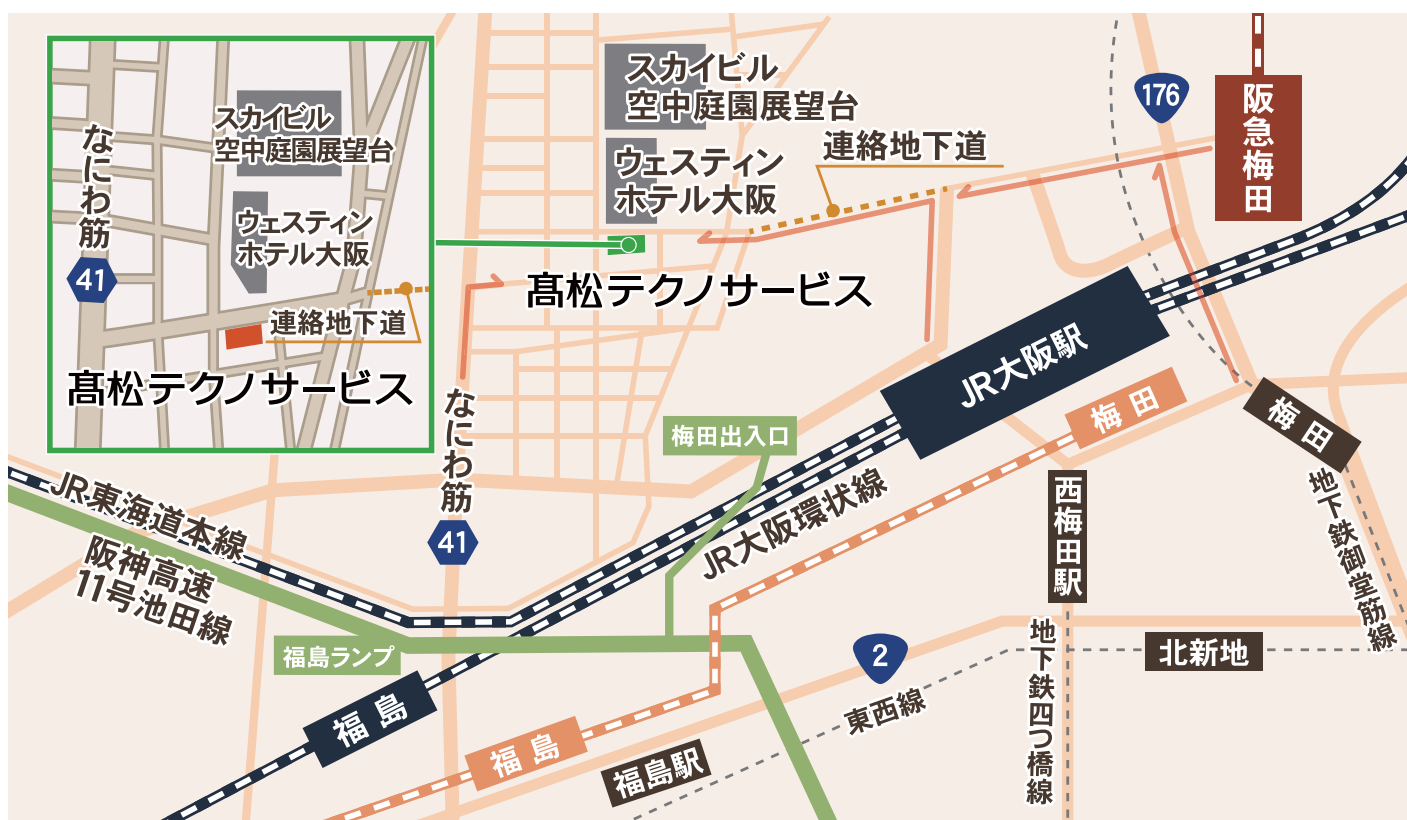 スカイビル
空中庭園展望台
なにわ筋
ウェスティン
ホテル大阪
41
連絡地下道
髙松テクノサービス
スカイビル
空中庭園展望台
ウェスティン
ホテル大阪
連絡地下道
176
阪急梅田
髙松テクノサービス
JR大阪駅
なにわ筋
41
梅田出入口
梅田
梅田
JR東海道本線
阪神高速
11号池田線
JR大阪環状線
西梅田駅
地下鉄御堂筋線
福島ランプ
2
地下鉄四つ橋線
北新地
福島
福島
福島駅
東西線